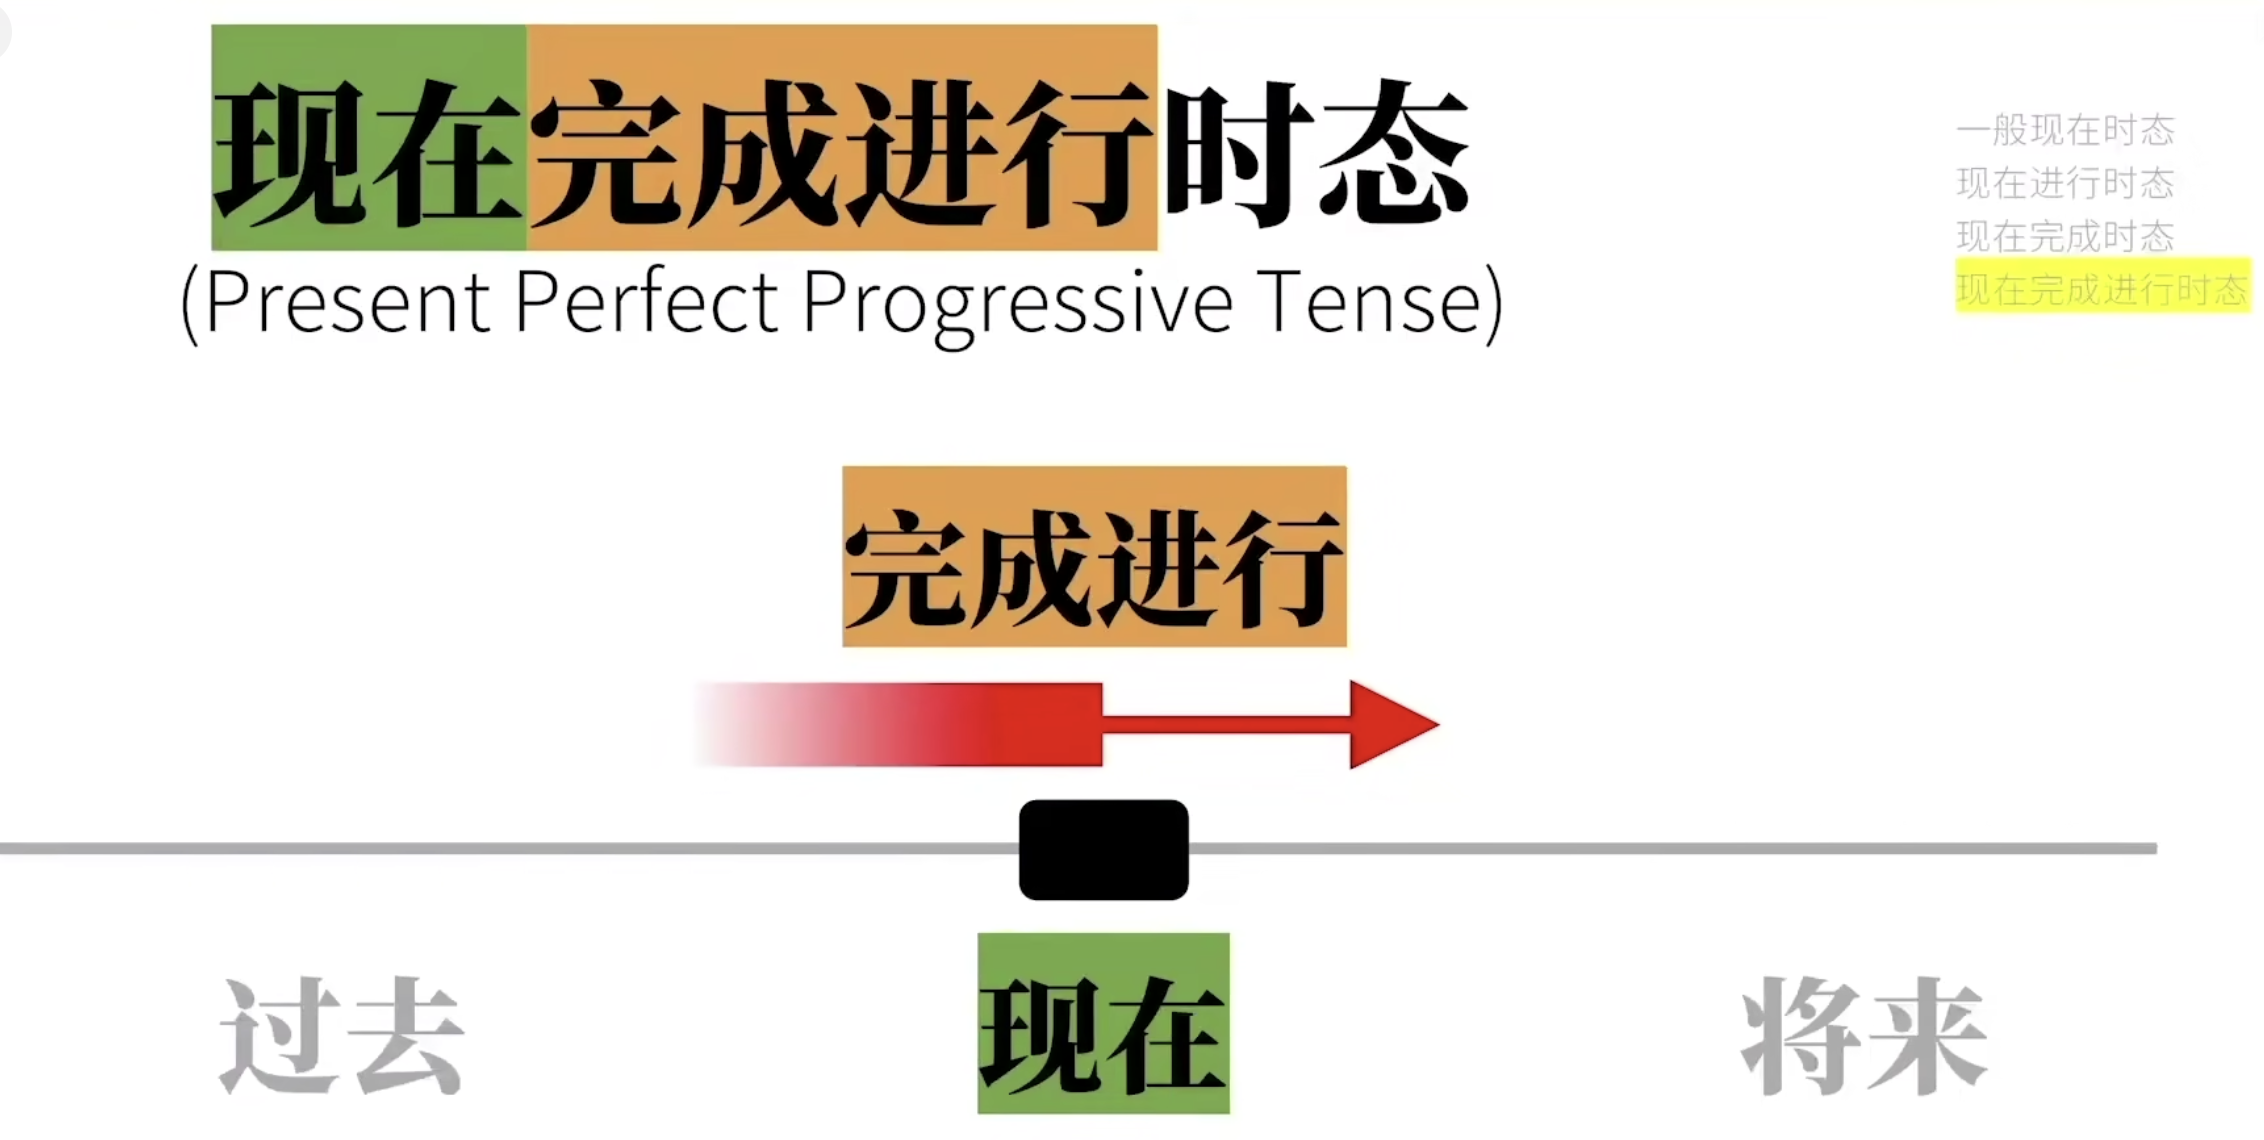 现在完成进行时态
(Present Perfect Progressive Tense)
一般现在时态
现在进行时态
现在完成时态
现在完成进行时态
完成进行
过去
现在
将来